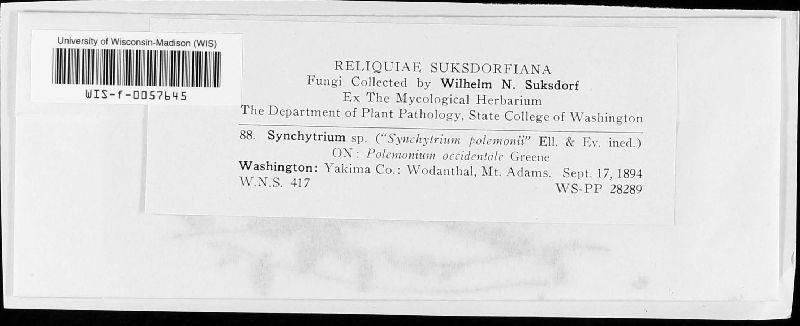 University of Wisconsin-Madison (WIS)
WIS-f-0057645
RELIQUIAE SUKSDORFIANA
Fungi Collected by Wilhelm N. Suksdorf
Ex The Mycological Herbarium
The Department of Plant Pathology, State College of Washington
88. Synchytrium sp. ("Synchytrium polemonii" Ell. & Ev. ined.)
ON: Polemonium occidentale Greene
Washington: Yakima Co.: Wodanthal, Mt. Adams. Sept. 17, 1894
W.N.S. 417 WS-PP 28289